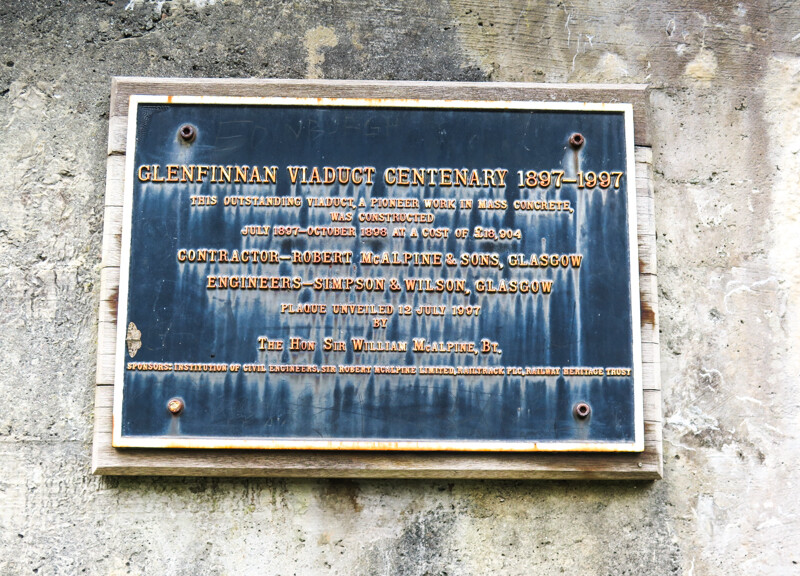 GLENFINNAN VIADUCT CENTENARY 1897–1997
THIS OUTSTANDING VIADUCT, A PIONEER WORK IN MASS CONCRETE,
WAS CONSTRUCTED
JULY 1897–OCTOBER 1898 AT A COST OF £18,904
CONTRACTOR–ROBERT McALPINE & SONS, GLASGOW
ENGINEERS–SIMPSON & WILSON, GLASGOW
PLAQUE UNVEILED 12 JULY 1997
BY
THE HON SIR WILLIAM McALPINE, BT.
SPONSORS: INSTITUTION OF CIVIL ENGINEERS, SIR ROBERT MCALPINE LIMITED, RAILTRACK PLC, RAILWAY HERITAGE TRUST